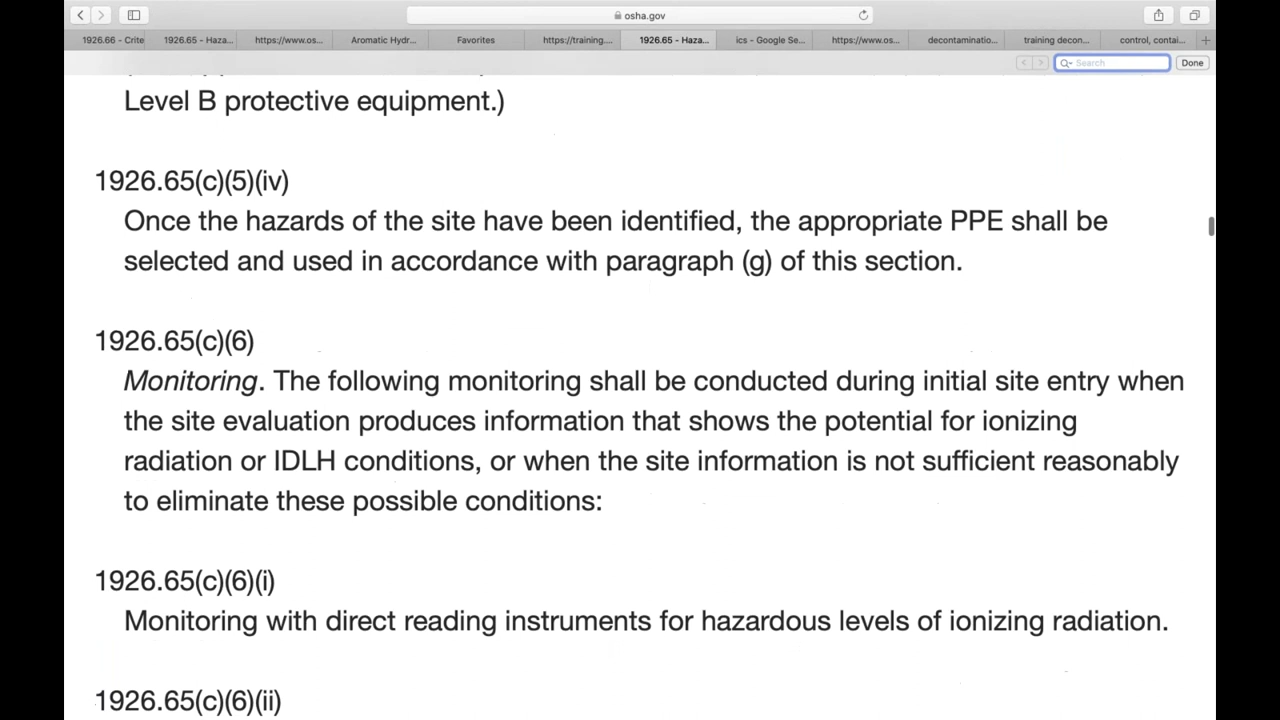 osha.gov
1926.66 - Crite
1926.65 - Haza...
https://www.os...
Aromatic Hydr...
Favorites
https://training....
1926.65 - Haza...
ics - Google Se...
https://www.os...
decontaminatio...
training decon...
control, contai...
Search
Done
Level B protective equipment.)
1926.65(c)(5)(iv)
Once the hazards of the site have been identified, the appropriate PPE shall be
selected and used in accordance with paragraph (g) of this section.
1926.65(c)(6)
Monitoring. The following monitoring shall be conducted during initial site entry when
the site evaluation produces information that shows the potential for ionizing
radiation or IDLH conditions, or when the site information is not sufficient reasonably
to eliminate these possible conditions:
1926.65(c)(6)(i)
Monitoring with direct reading instruments for hazardous levels of ionizing radiation.
1926.65(c)(6)(ii)